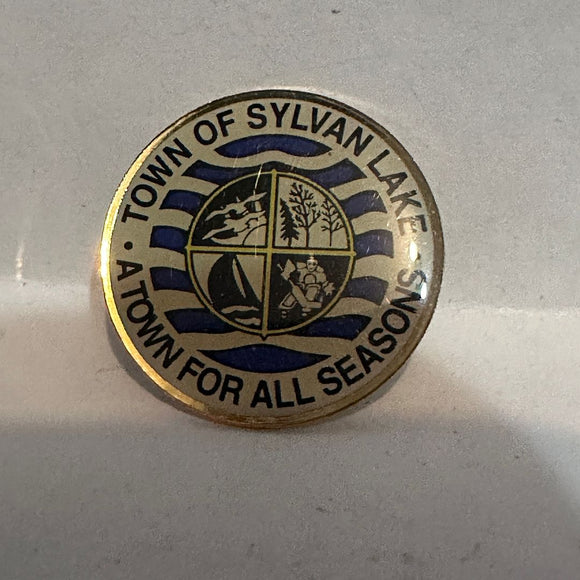 TOWN OF SYLVAN LAKE
• A TOWN FOR ALL SEASONS •